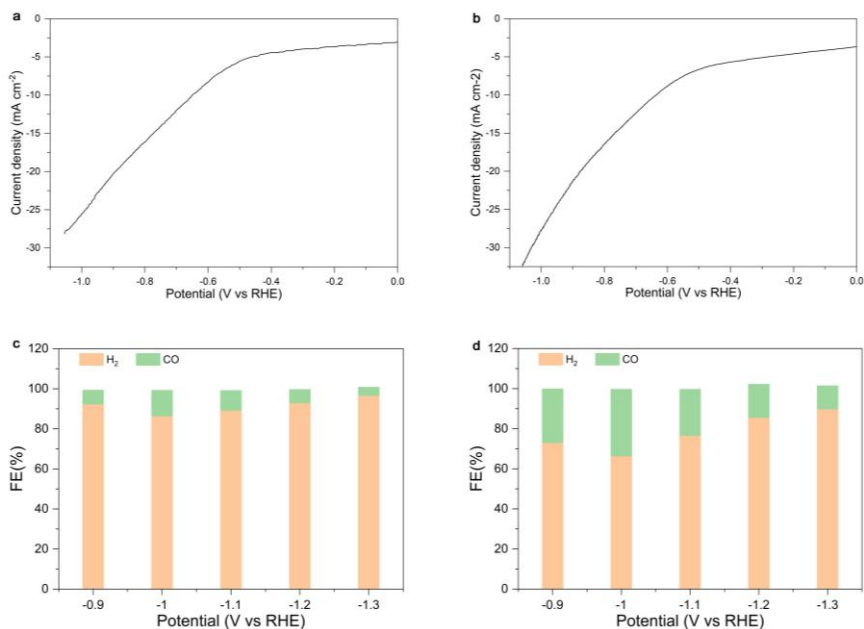 a
0
-5
-10
-15
-20
-25
-30
Current density (mA cm⁻²)
-1.0 -0.8 -0.6 -0.4 -0.2 0.0
Potential (V vs RHE)
b
0
-5
-10
-15
-20
-25
-30
Current density (mA cm-2)
-1.0 -0.8 -0.6 -0.4 -0.2 0.0
Potential (V vs RHE)
c
H₂ CO
120
100
80
60
40
20
0
FE(%)
-0.9 -1 -1.1 -1.2 -1.3
Potential (V vs RHE)
d
H₂ CO
120
100
80
60
40
20
0
FE(%)
-0.9 -1 -1.1 -1.2 -1.3
Potential (V vs RHE)